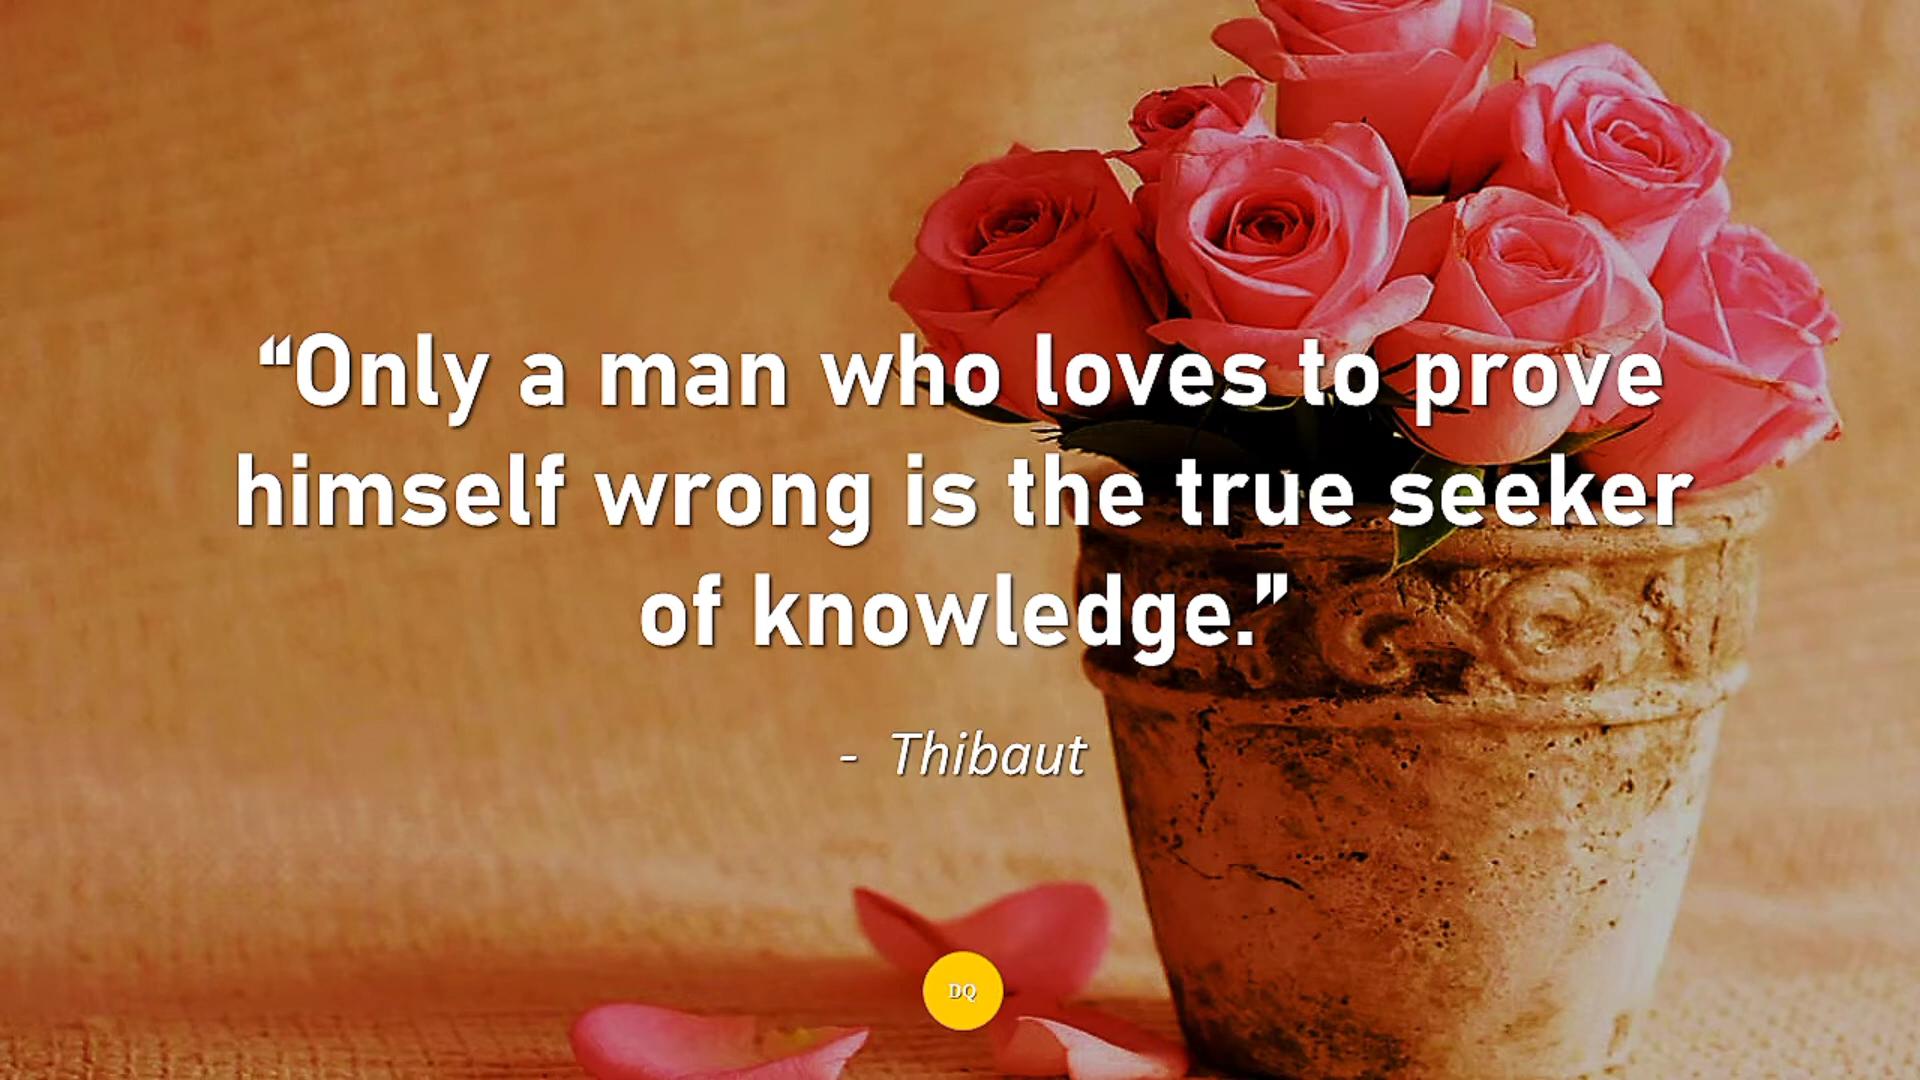 “Only a man who loves to prove
himself wrong is the true seeker
of knowledge.”
- Thibaut
DQ